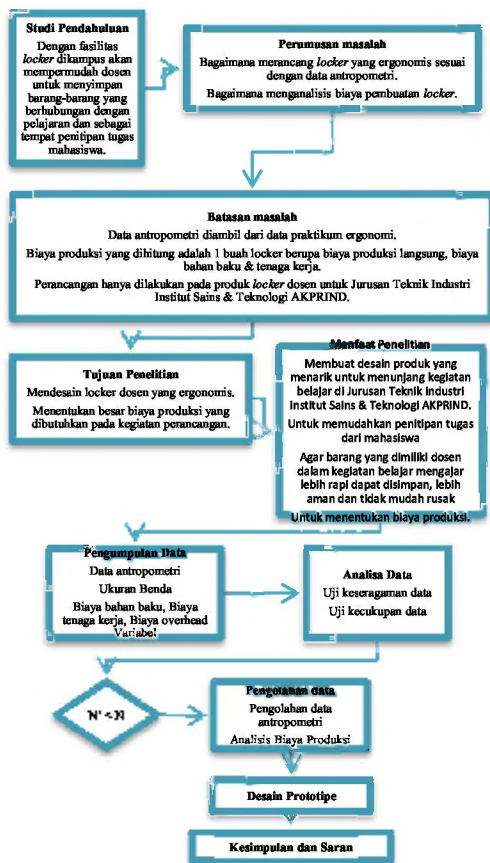 Studi Pendahuluan
Dengan fasilitas
locker dikampus akan
mempermudah dosen
untuk menyimpan
barang-barang yang
berhubungan dengan
pelajaran dan sebagai
tempat penitipan tugas
mahasiswa.
Perumusan masalah
Bagaimana merancang locker yang ergonomis sesuai
dengan data antropometri.
Bagaimana menganalisis biaya pembuatan locker.
Batasan masalah
Data antropometri diambil dari data praktikum ergonomi.
Biaya produksi yang dihitung adalah 1 buah locker berupa biaya produksi langsung, biaya
bahan baku & tenaga kerja.
Perancangan hanya dilakukan pada produk locker dosen untuk Jurusan Teknik Industri
Institut Sains & Teknologi AKPRIND.
Tujuan Penelitian
Mendesain locker dosen yang ergonomis.
Menentukan besar biaya produksi yang
dibutuhkan pada kegiatan perancangan.
Manfaat Penelitian
Membuat desain produk yang
menarik untuk menunjang kegiatan
belajar di Jurusan Teknik Industri
Institut Sains & Teknologi AKPRIND.
Untuk memudahkan penitipan tugas
dari mahasiswa
Agar barang yang dimiliki dosen
dalam kegiatan belajar mengajar
lebih rapi dapat disimpan, lebih
aman dan tidak mudah rusak
Untuk menentukan biaya produksi.
Pengumpulan Data
Data antropometri
Ukuran Benda
Biaya bahan baku, Biaya
tenaga kerja, Biaya overhead
Variabel
Analisa Data
Uji keseragaman data
Uji kecukupan data
N' < N
Pengolahan data
Pengolahan data
antropometri
Analisis Biaya Produksi
Desain Prototipe
Kesimpulan dan Saran